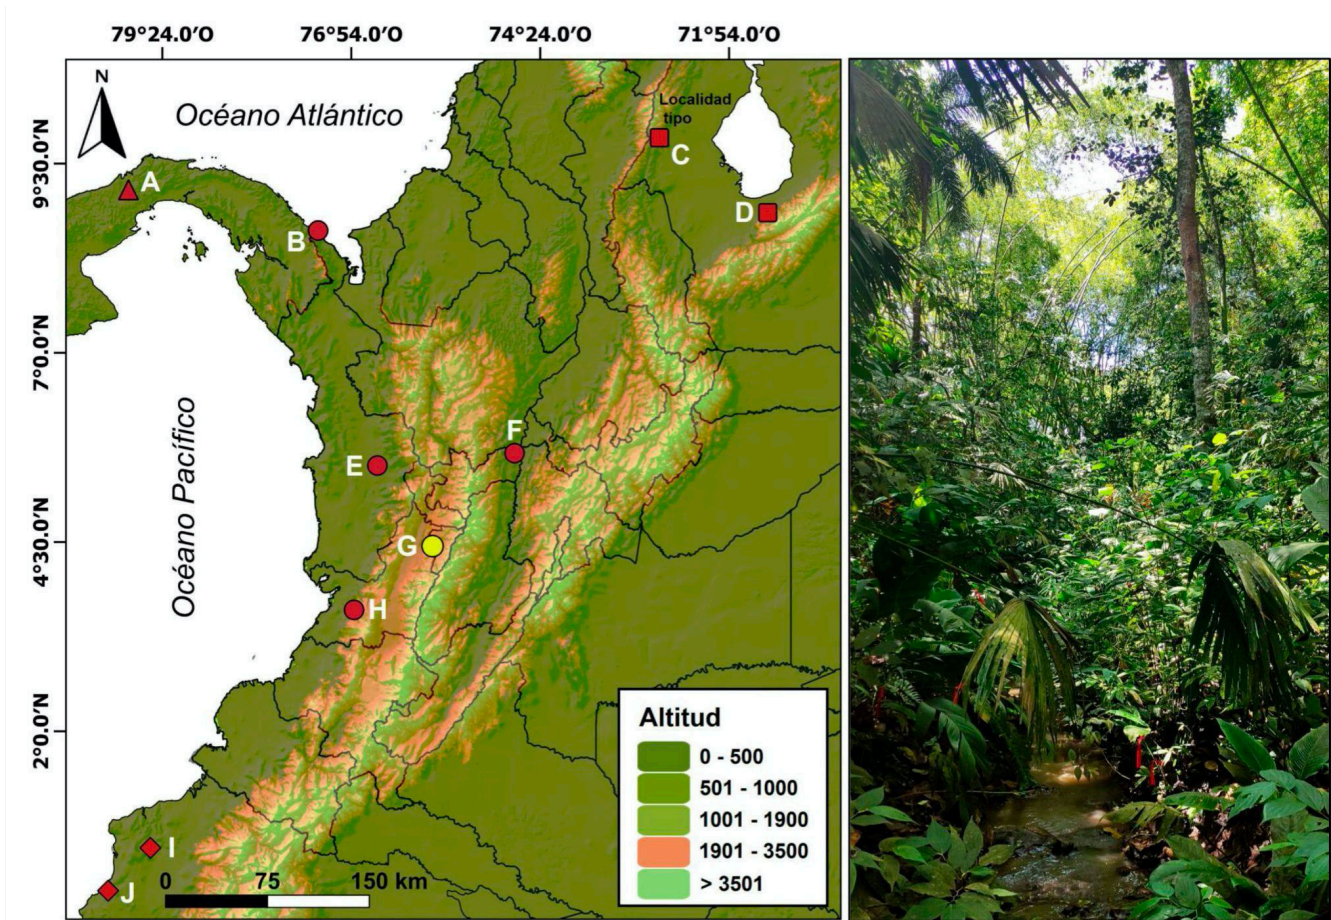 79°24.0'O
76°54.0'O
74°24.0'O
71°54.0'O
9°30.0'N
7°0.0'N
4°30.0'N
2°0.0'N
N
Océano Atlántico
Localidad
tipo
A
B
C
D
Océano Pacífico
E
F
G
H
I
J
Altitud
0 - 500
501 - 1000
1001 - 1900
1901 - 3500
> 3501
0 75 150 km